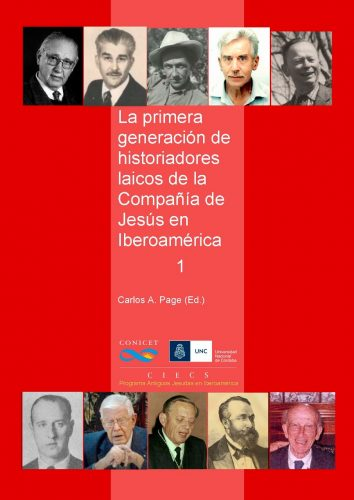 La primera
generación de
historiadores
laicos de la
Compañía de
Jesús en
Iberoamérica
1
Carlos A. Page (Ed.)
CONICET
UNC
Universidad
Nacional
de Córdoba
C I E C S
Programa Antiguos Jesuitas en Iberoamérica